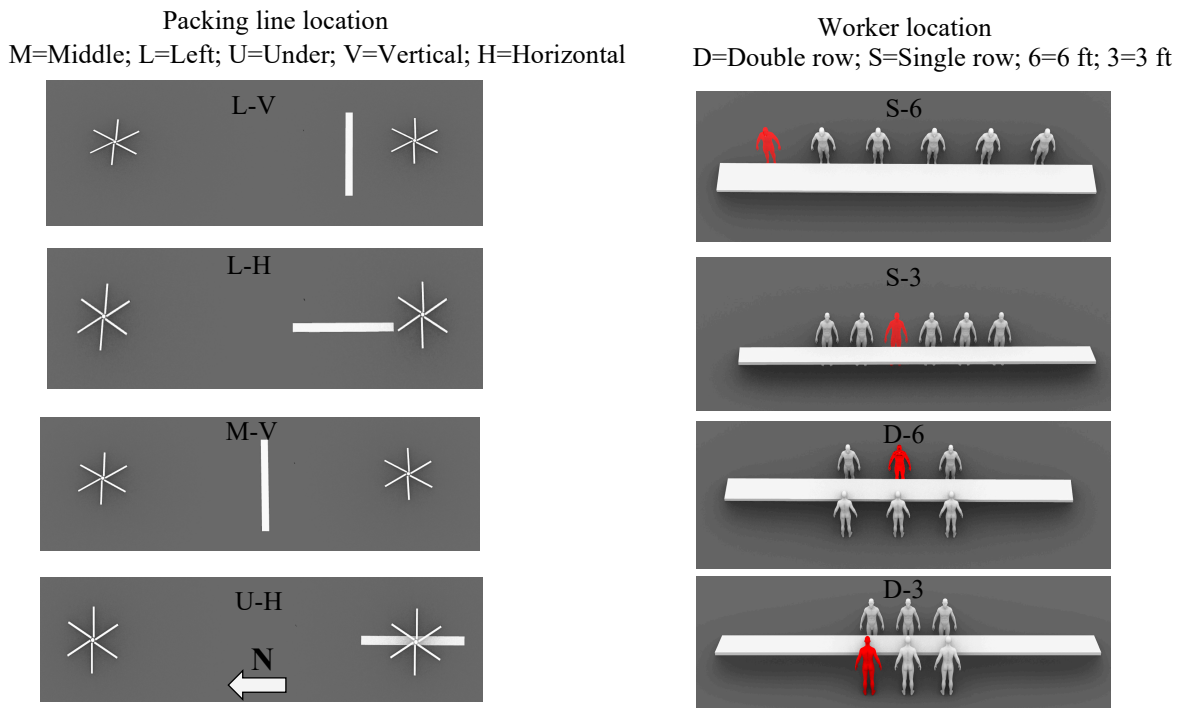 Packing line location
M=Middle; L=Left; U=Under; V=Vertical; H=Horizontal
L-V
L-H
M-V
U-H
N
Worker location
D=Double row; S=Single row; 6=6 ft; 3=3 ft
S-6
S-3
D-6
D-3